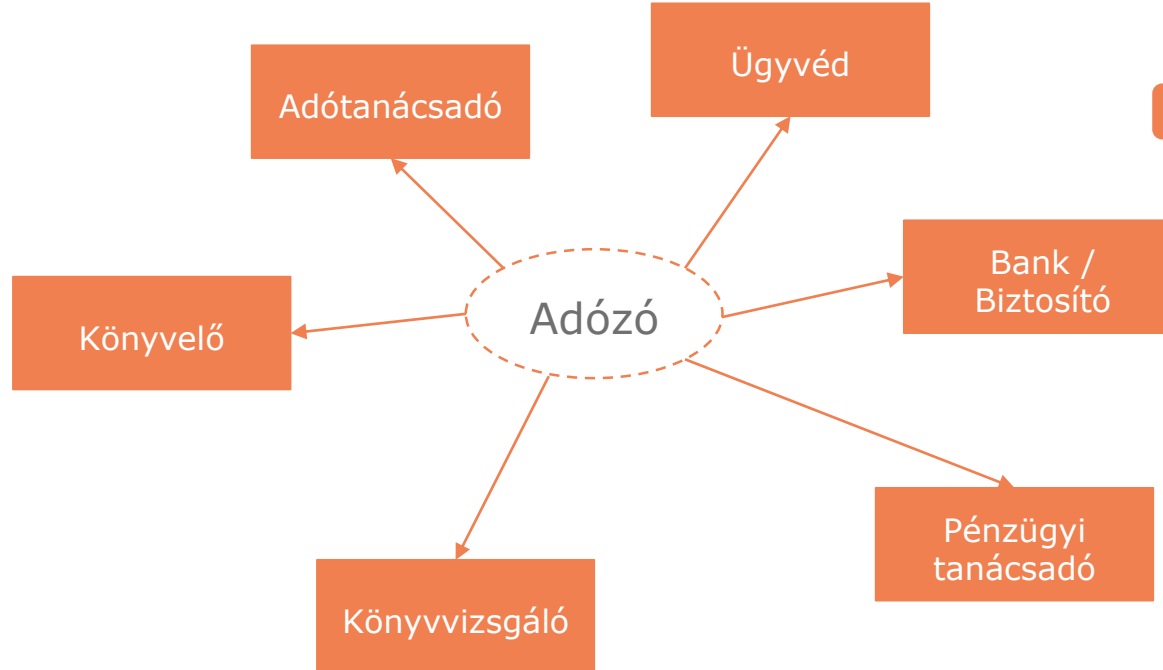 Ügyvéd
Adótanácsadó
Bank /
Biztosító
Adózó
Könyvelő
Pénzügyi
tanácsadó
Könyvvizsgáló